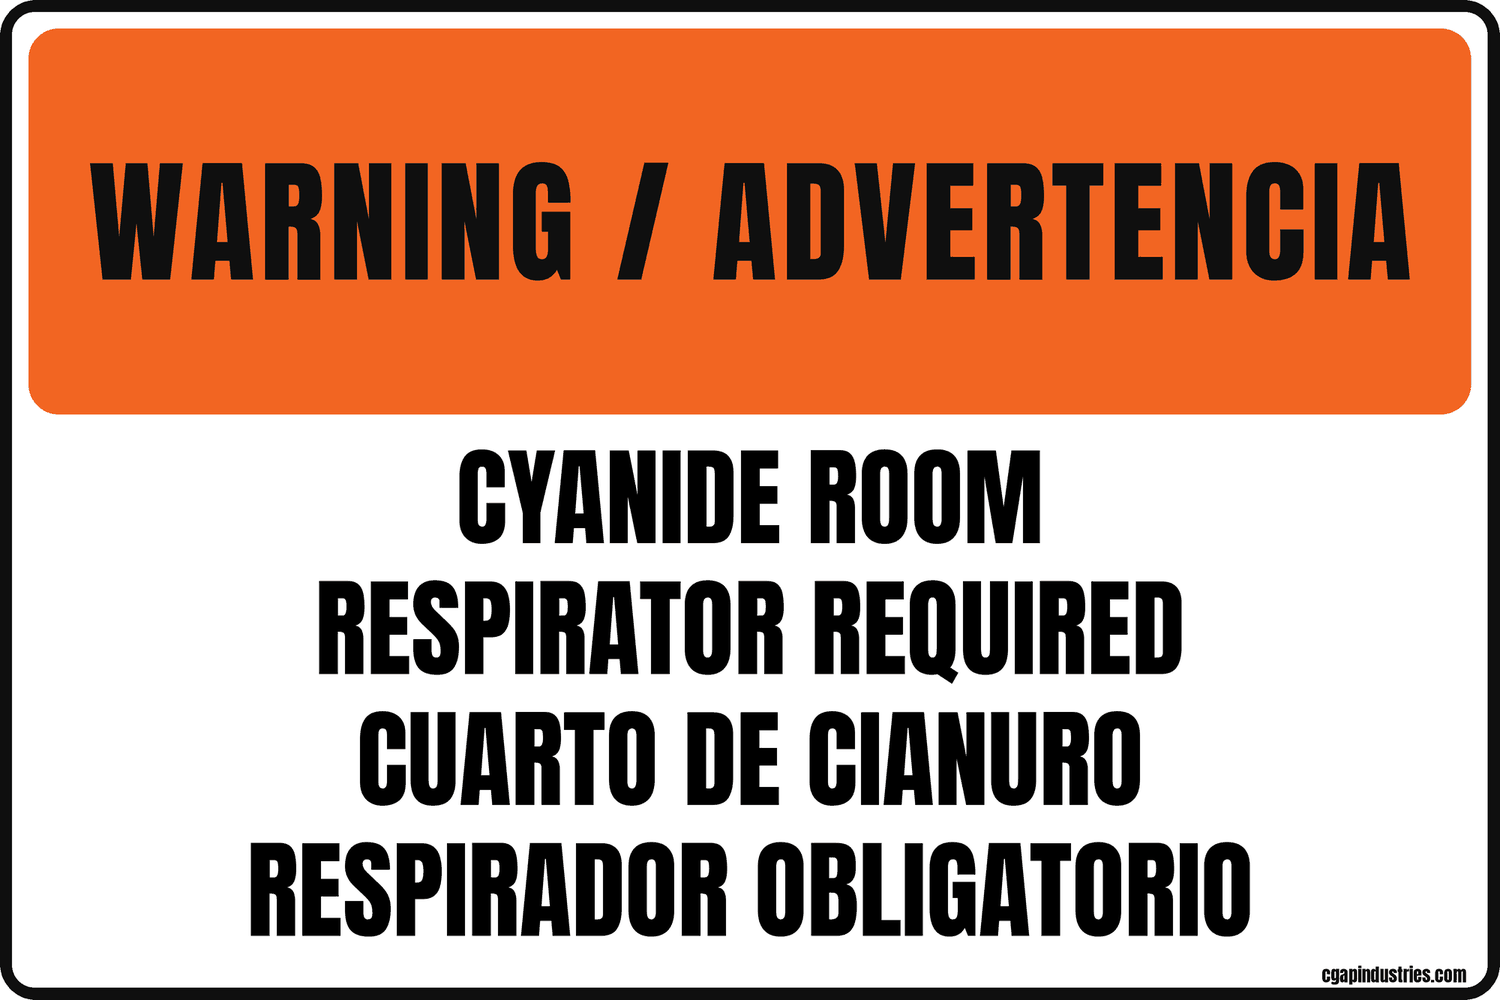 WARNING / ADVERTENCIA
CYANIDE ROOM
RESPIRATOR REQUIRED
CUARTO DE CIANURO
RESPIRADOR OBLIGATORIO
cgapindustries.com